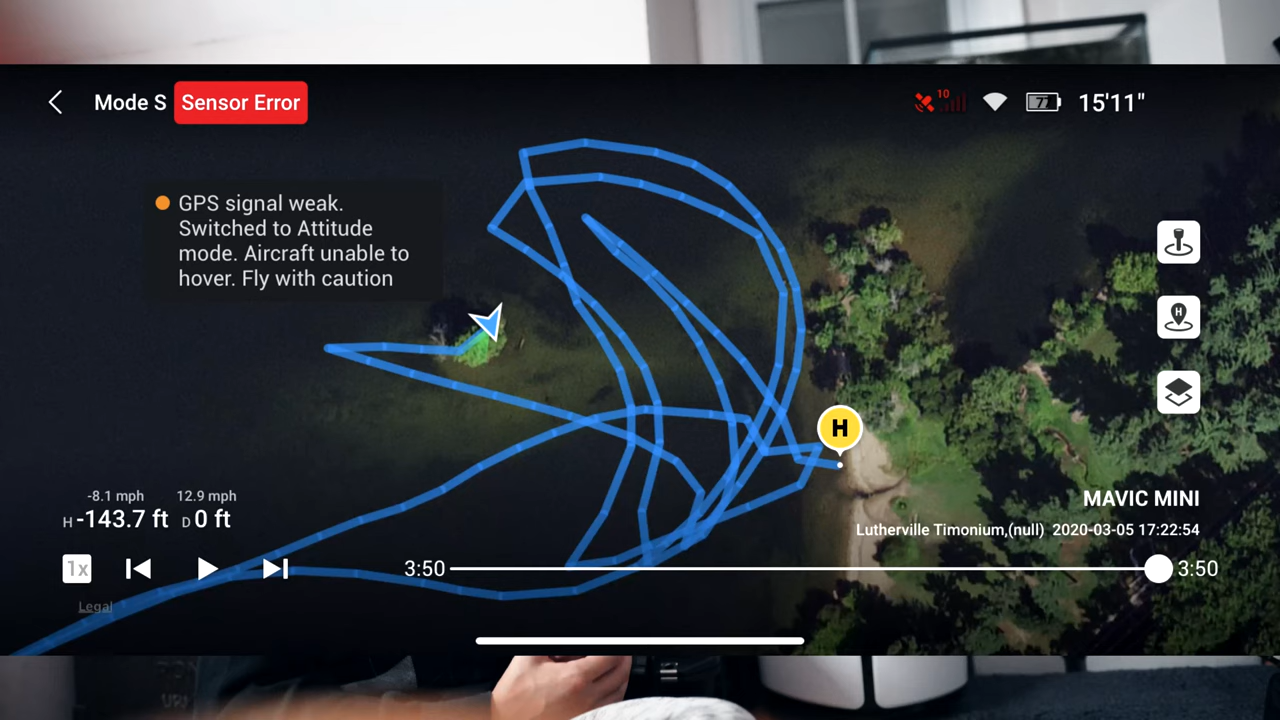 Mode S
Sensor Error
10
77
15'11"
GPS signal weak.
Switched to Attitude
mode. Aircraft unable to
hover. Fly with caution
H
H
-8.1 mph
12.9 mph
H -143.7 ft
D 0 ft
MAVIC MINI
Lutherville Timonium,(null) 2020-03-05 17:22:54
1x
3:50
3:50
Legal